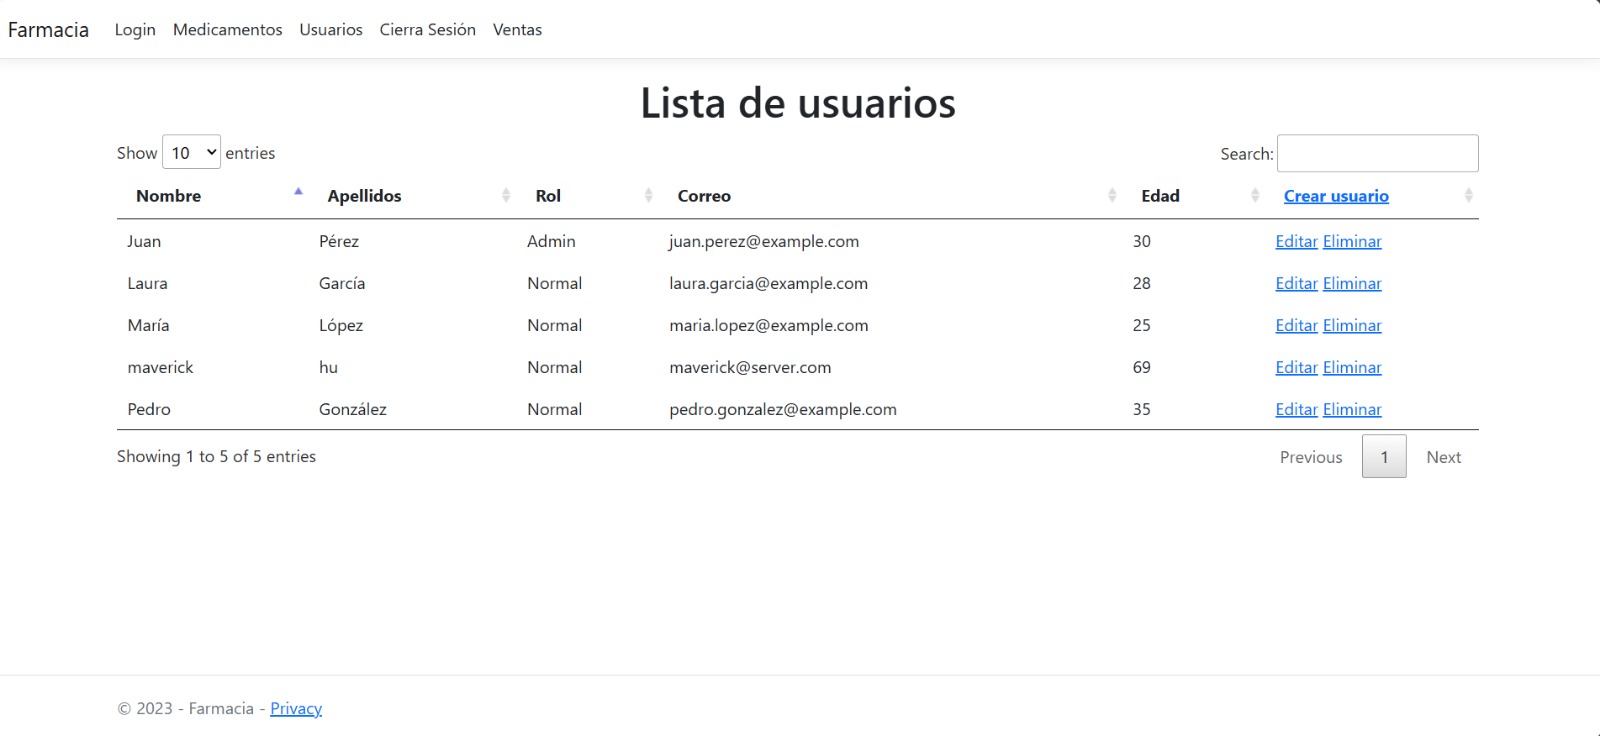 Farmacia Login Medicamentos Usuarios Cierra Sesión Ventas
Lista de usuarios
Show 10 entries Search:
Nombre Apellidos Rol Correo Edad Crear usuario
Juan Pérez Admin juan.perez@example.com 30 Editar Eliminar
Laura García Normal laura.garcia@example.com 28 Editar Eliminar
María López Normal maria.lopez@example.com 25 Editar Eliminar
maverick hu Normal maverick@server.com 69 Editar Eliminar
Pedro González Normal pedro.gonzalez@example.com 35 Editar Eliminar
Showing 1 to 5 of 5 entries Previous 1 Next
© 2023 - Farmacia - Privacy